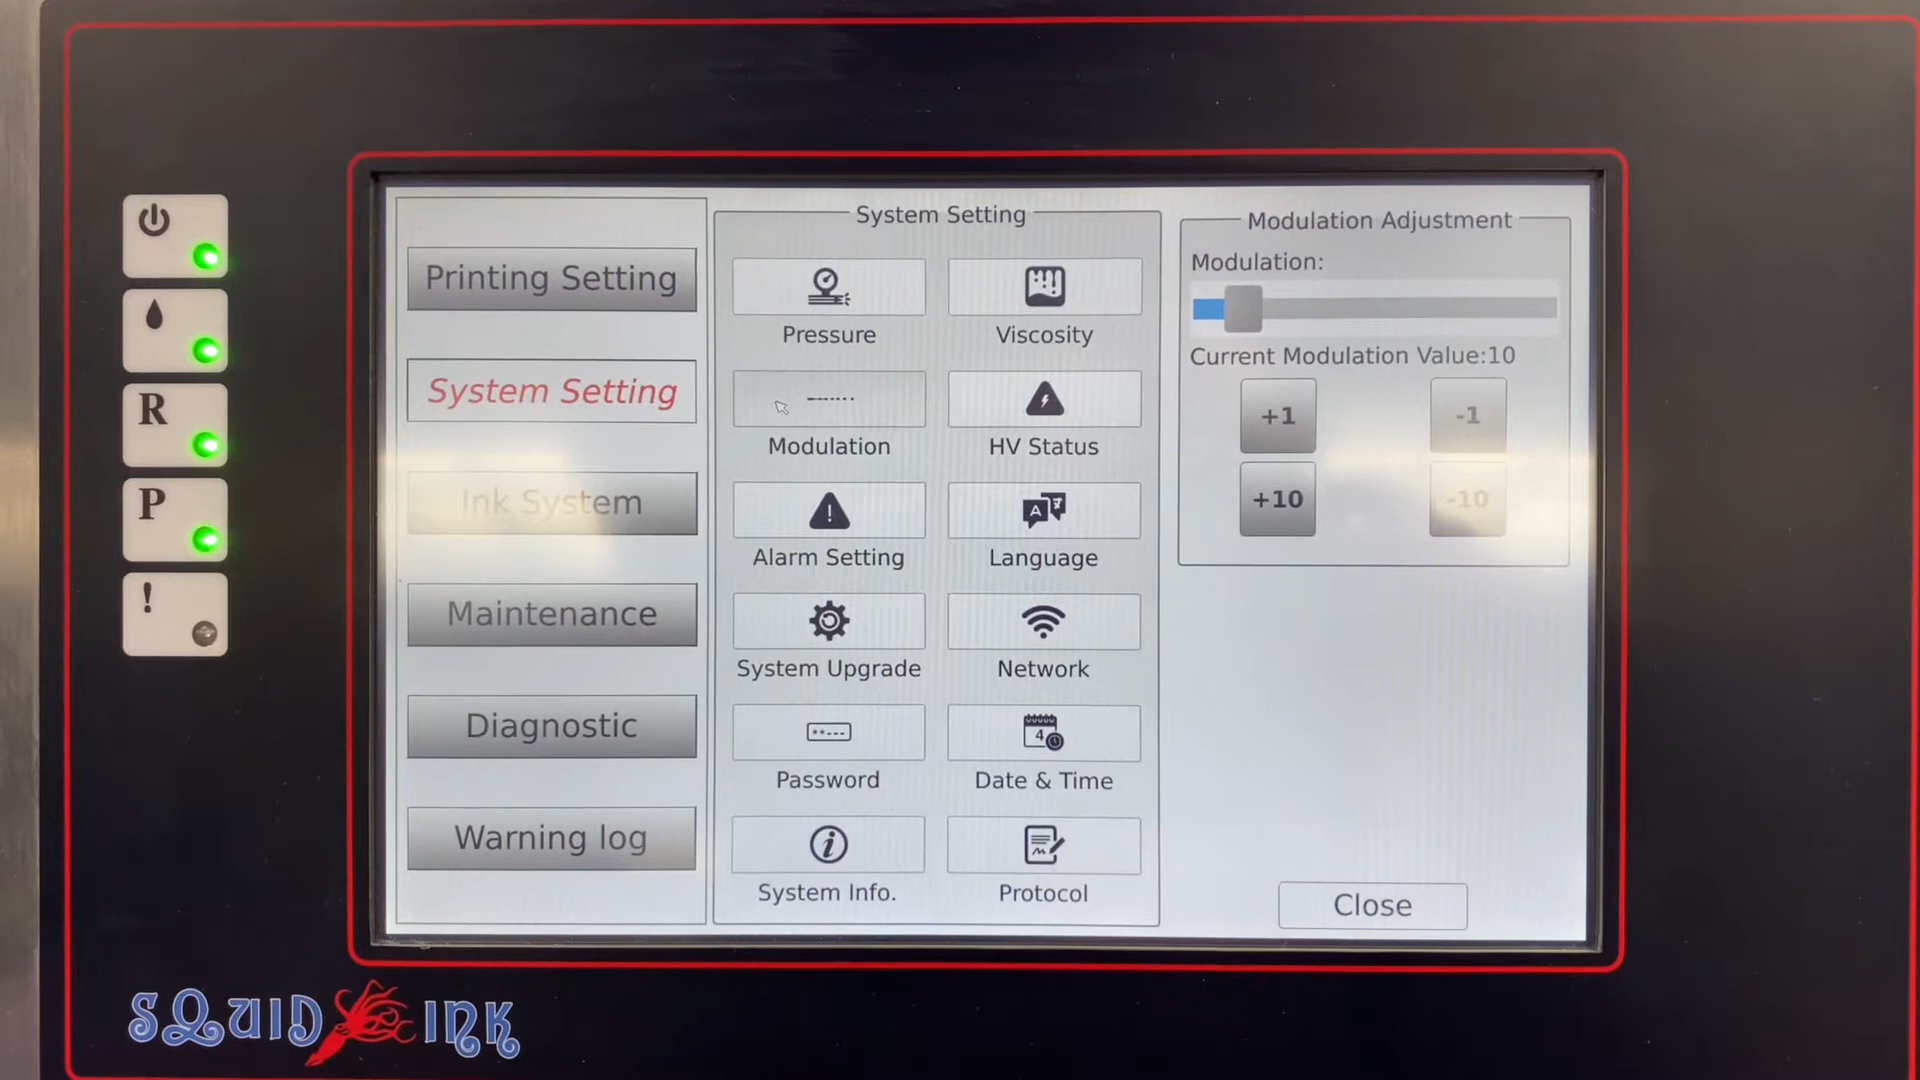 R
P
!
Printing Setting
System Setting
Ink System
Maintenance
Diagnostic
Warning log
System Setting
Pressure
Viscosity
Modulation
HV Status
Alarm Setting
Language
System Upgrade
Network
Password
Date & Time
System Info.
Protocol
Modulation Adjustment
Modulation:
Current Modulation Value:10
+1
-1
+10
-10
Close
SQUID INK